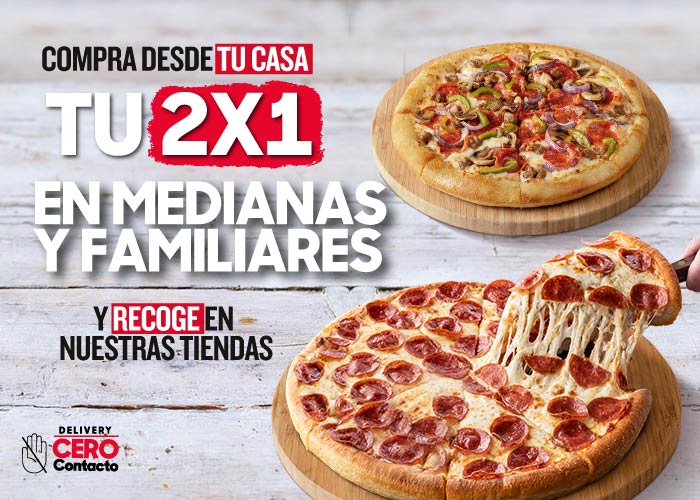 COMPRA DESDE TU CASA
TU 2X1
EN MEDIANAS
Y FAMILIARES
Y RECOGE EN
NUESTRAS TIENDAS
DELIVERY
CERO
Contacto